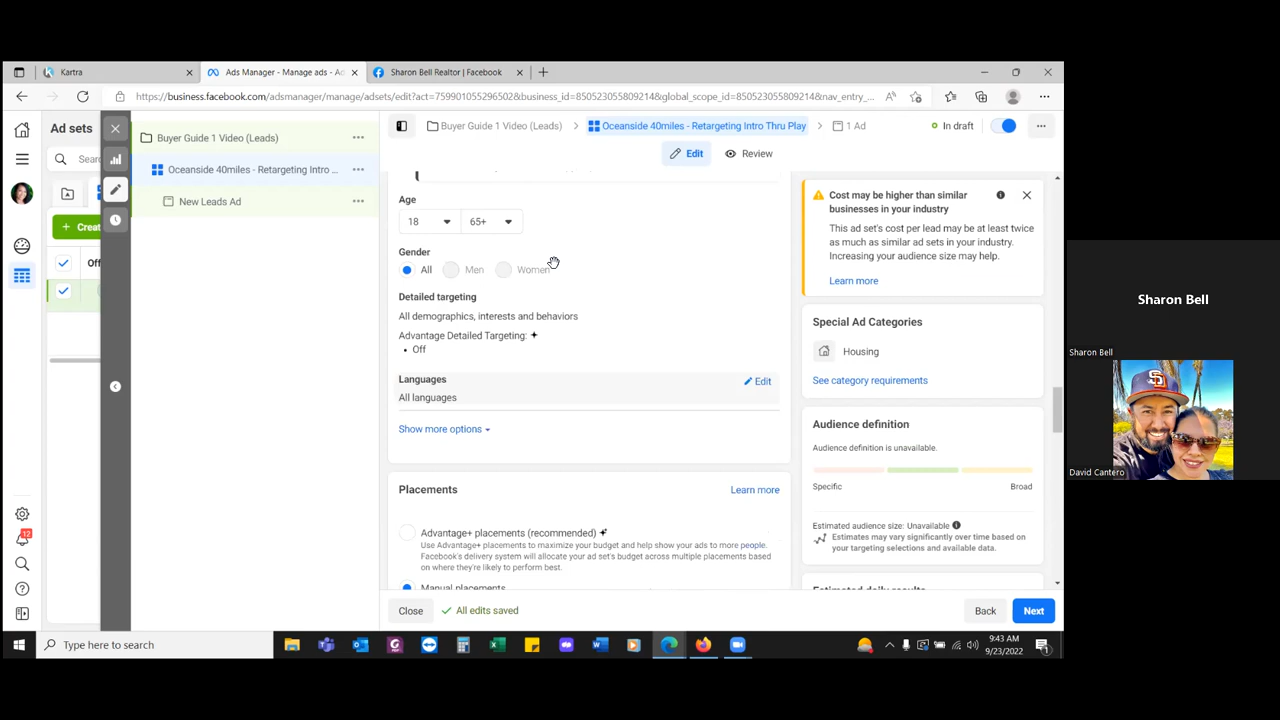 Kartra
Ads Manager - Manage ads - Ad
Sharon Bell Realtor | Facebook
https://business.facebook.com/adsmanager/manage/adsets/edit?act=759901055296502&business_id=850523055809214&global_scope_id=850523055809214&nav_entry_...
Ad sets
Buyer Guide 1 Video (Leads)
Oceanside 40miles - Retargeting Intro ...
New Leads Ad
Sear
Creat
Off
12
Buyer Guide 1 Video (Leads)
Oceanside 40miles - Retargeting Intro Thru Play
1 Ad
In draft
Edit
Review
Age
18
65+
Gender
All
Men
Women
Detailed targeting
All demographics, interests and behaviors
Advantage Detailed Targeting:
• Off
Languages
Edit
All languages
Show more options
Placements
Learn more
Advantage+ placements (recommended)
Use Advantage+ placements to maximize your budget and help show your ads to more people.
Facebook's delivery system will allocate your ad set's budget across multiple placements based
on where they're likely to perform best.
Manual placements
Close
All edits saved
Back
Next
Cost may be higher than similar
businesses in your industry
This ad set's cost per lead may be at least twice
as much as similar ad sets in your industry.
Increasing your audience size may help.
Learn more
Special Ad Categories
Housing
See category requirements
Audience definition
Audience definition is unavailable.
Specific
Broad
Estimated audience size: Unavailable
Estimates may vary significantly over time based on
your targeting selections and available data.
Estimated daily results
Sharon Bell
Sharon Bell
David Cantero
Type here to search
9:43 AM
9/23/2022